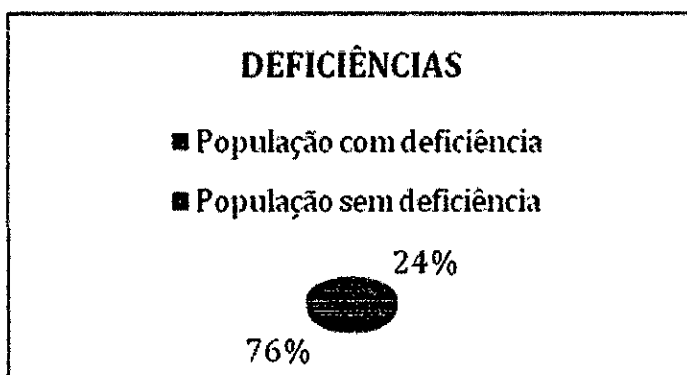 DEFICIÊNCIAS
População com deficiência
População sem deficiência
24%
76%